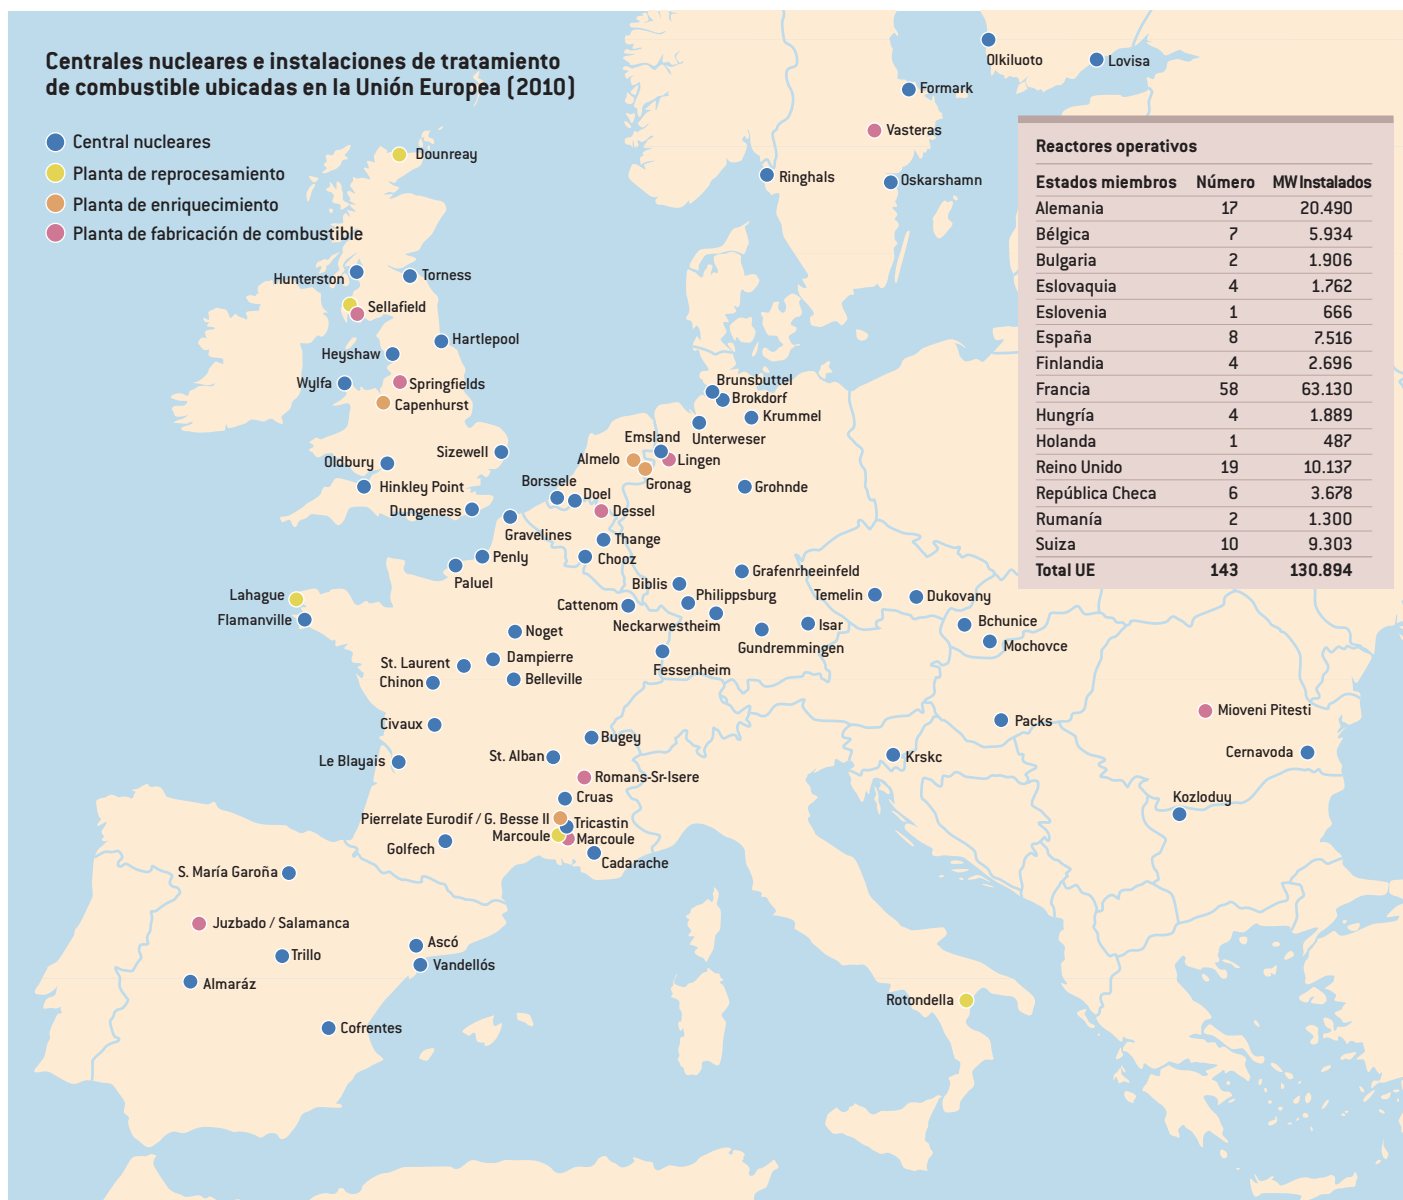 Centrales nucleares e instalaciones de tratamiento
de combustible ubicadas en la Unión Europea (2010)
Central nucleares
Planta de reprocesamiento
Planta de enriquecimiento
Planta de fabricación de combustible
Olkiluoto
Lovisa
Formark
Vasteras
Dounreay
Ringhals
Oskarshamn
Hunterston
Torness
Sellafield
Hartlepool
Heyshaw
Wylfa
Springfields
Capenhurst
Brunsbuttel
Brokdorf
Krummel
Unterweser
Emsland
Sizewell
Almelo
Lingen
Oldbury
Gronag
Grohnde
Hinkley Point
Borssele
Doel
Dungeness
Dessel
Gravelines
Thange
Penly
Chooz
Paluel
Grafenrheeinfeld
Biblis
Philippsburg
Temelin
Dukovany
Lahague
Cattenom
Flamanville
Neckarwestheim
Isar
Bchunice
Noget
Gundremmingen
Mochovce
Dampierre
St. Laurent
Fessenheim
Chinon
Belleville
Mioveni Pitesti
Civaux
Packs
Bugey
Cernavoda
St. Alban
Krskc
Le Blayais
Romans-Sr-Isere
Cruas
Kozloduy
Pierrelate Eurodif / G. Besse II
Tricastin
Marcoule
Marcoule
Golfech
Cadarache
S. María Garoña
Juzbado / Salamanca
Ascó
Trillo
Vandellós
Almaráz
Rotondella
Cofrentes
Reactores operativos
Estados miembros Número MW Instalados
Alemania 17 20.490
Bélgica 7 5.934
Bulgaria 2 1.906
Eslovaquia 4 1.762
Eslovenia 1 666
España 8 7.516
Finlandia 4 2.696
Francia 58 63.130
Hungría 4 1.889
Holanda 1 487
Reino Unido 19 10.137
República Checa 6 3.678
Rumanía 2 1.300
Suiza 10 9.303
Total UE 143 130.894